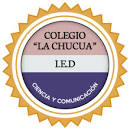 COLEGIO
"LA CHUCUA"
I.E.D
CIENCIA Y COMUNICACIÓN